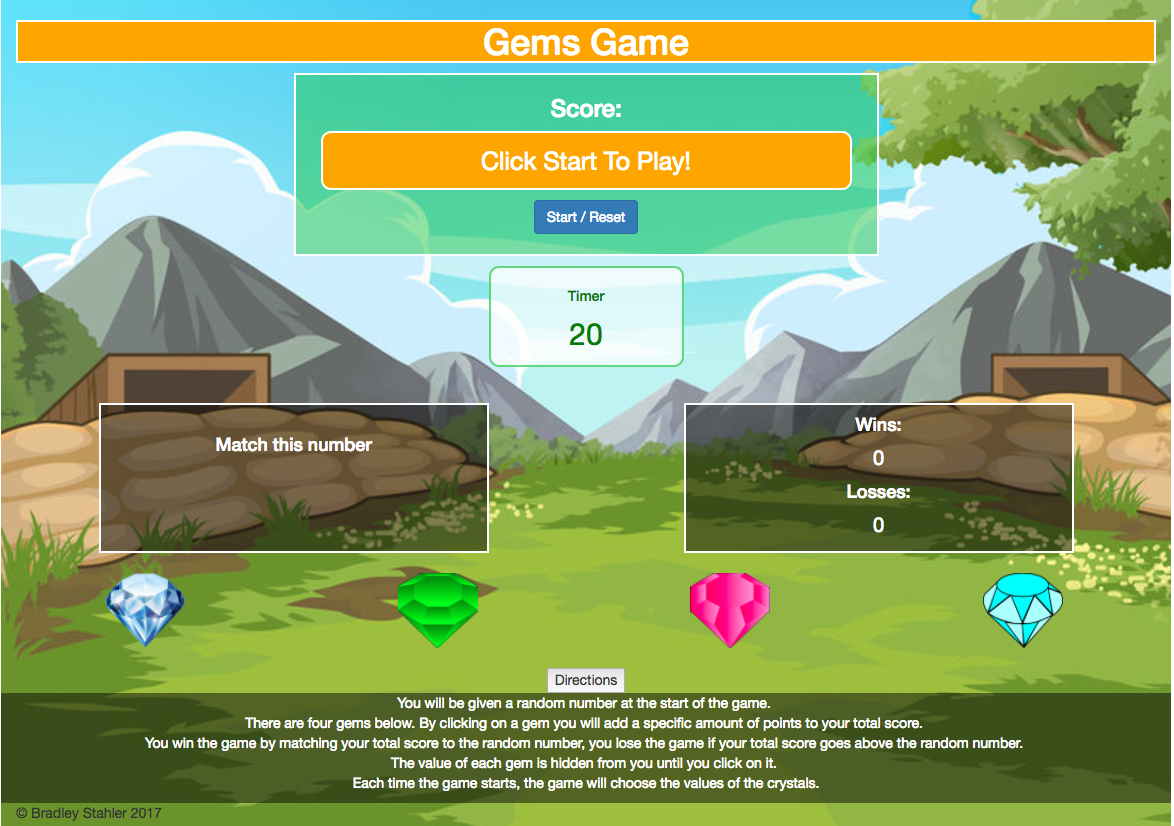 Gems Game
Score:
Click Start To Play!
Start / Reset
Timer
20
Match this number
Wins:
0
Losses:
0
Directions
You will be given a random number at the start of the game.
There are four gems below. By clicking on a gem you will add a specific amount of points to your total score.
You win the game by matching your total score to the random number, you lose the game if your total score goes above the random number.
The value of each gem is hidden from you until you click on it.
Each time the game starts, the game will choose the values of the crystals.
© Bradley Stahler 2017